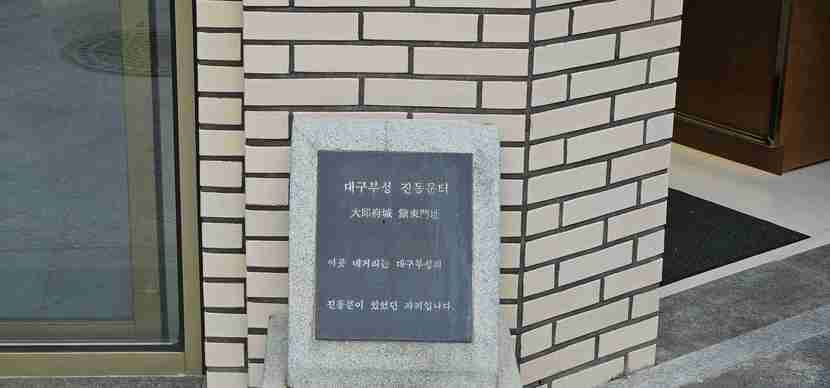 대구부성 진동문터
大邱府城 鎭東門址
이곳 네거리는 대구부성의
진동문이 있었던 자리입니다.